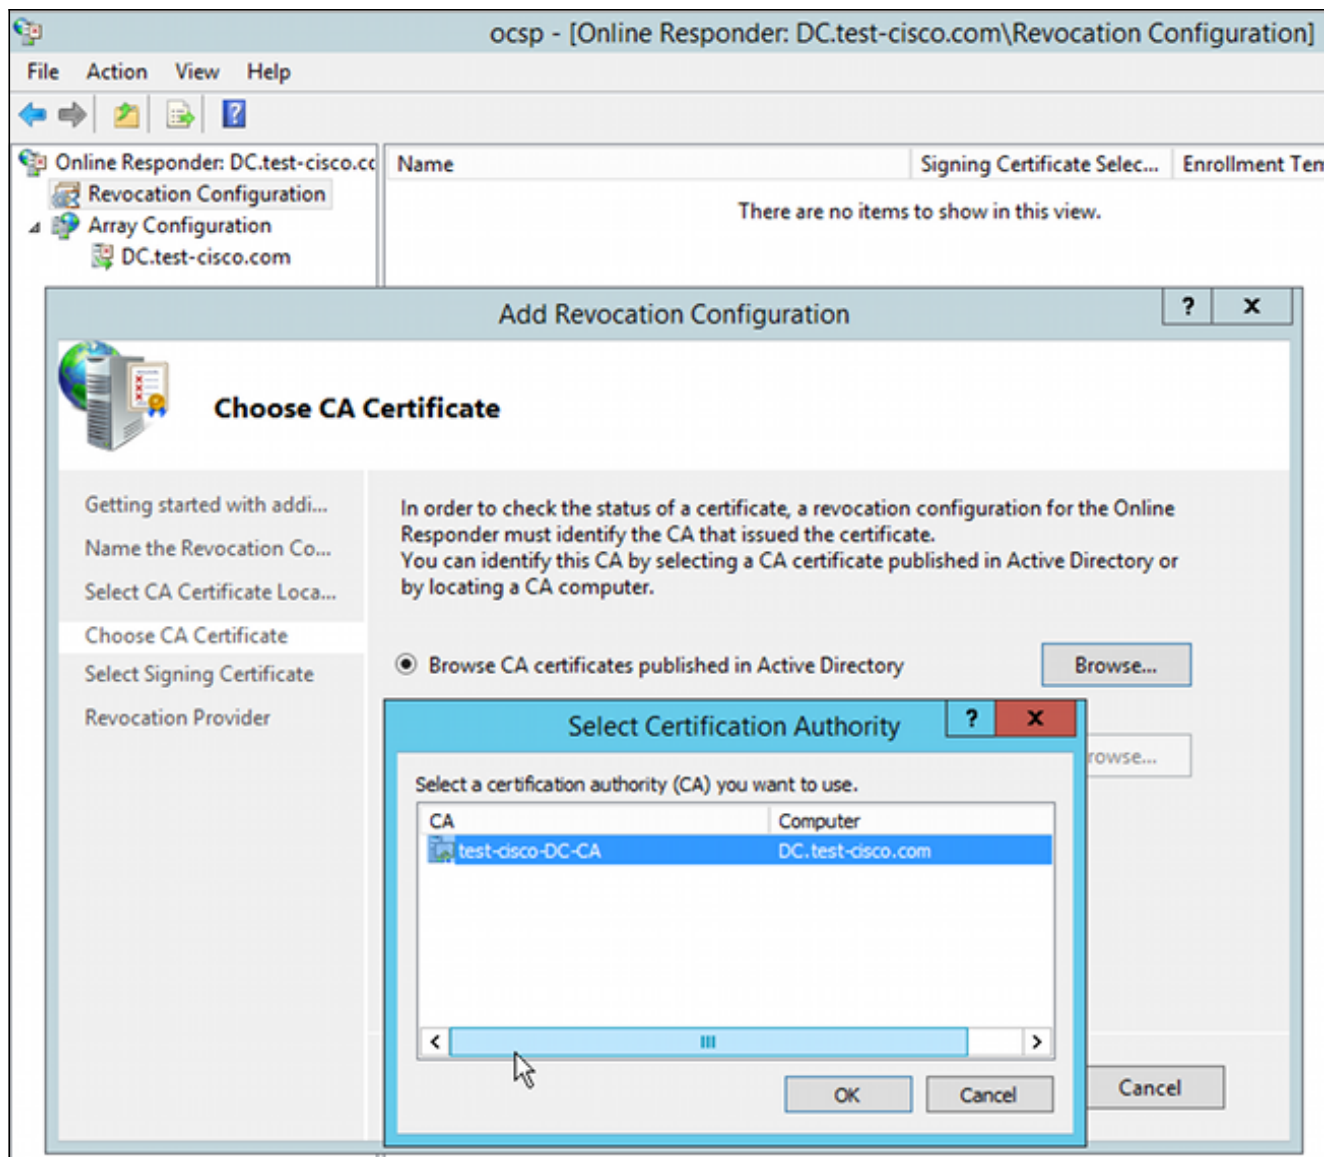 ocsp - [Online Responder: DC.test-cisco.com\Revocation Configuration]
File Action View Help
Online Responder: DC.test-cisco.cc
Name Signing Certificate Selec... Enrollment Tem
Revocation Configuration
There are no items to show in this view.
Array Configuration
DC.test-cisco.com
Add Revocation Configuration
? x
Choose CA Certificate
Getting started with addi...
Name the Revocation Co...
Select CA Certificate Loca...
Choose CA Certificate
Select Signing Certificate
Revocation Provider
In order to check the status of a certificate, a revocation configuration for the Online
Responder must identify the CA that issued the certificate.
You can identify this CA by selecting a CA certificate published in Active Directory or
by locating a CA computer.
Browse CA certificates published in Active Directory
Browse...
rowse...
Select Certification Authority
? x
Select a certification authority (CA) you want to use.
CA Computer
test-cisco-DC-CA DC.test-cisco.com
OK Cancel
Cancel